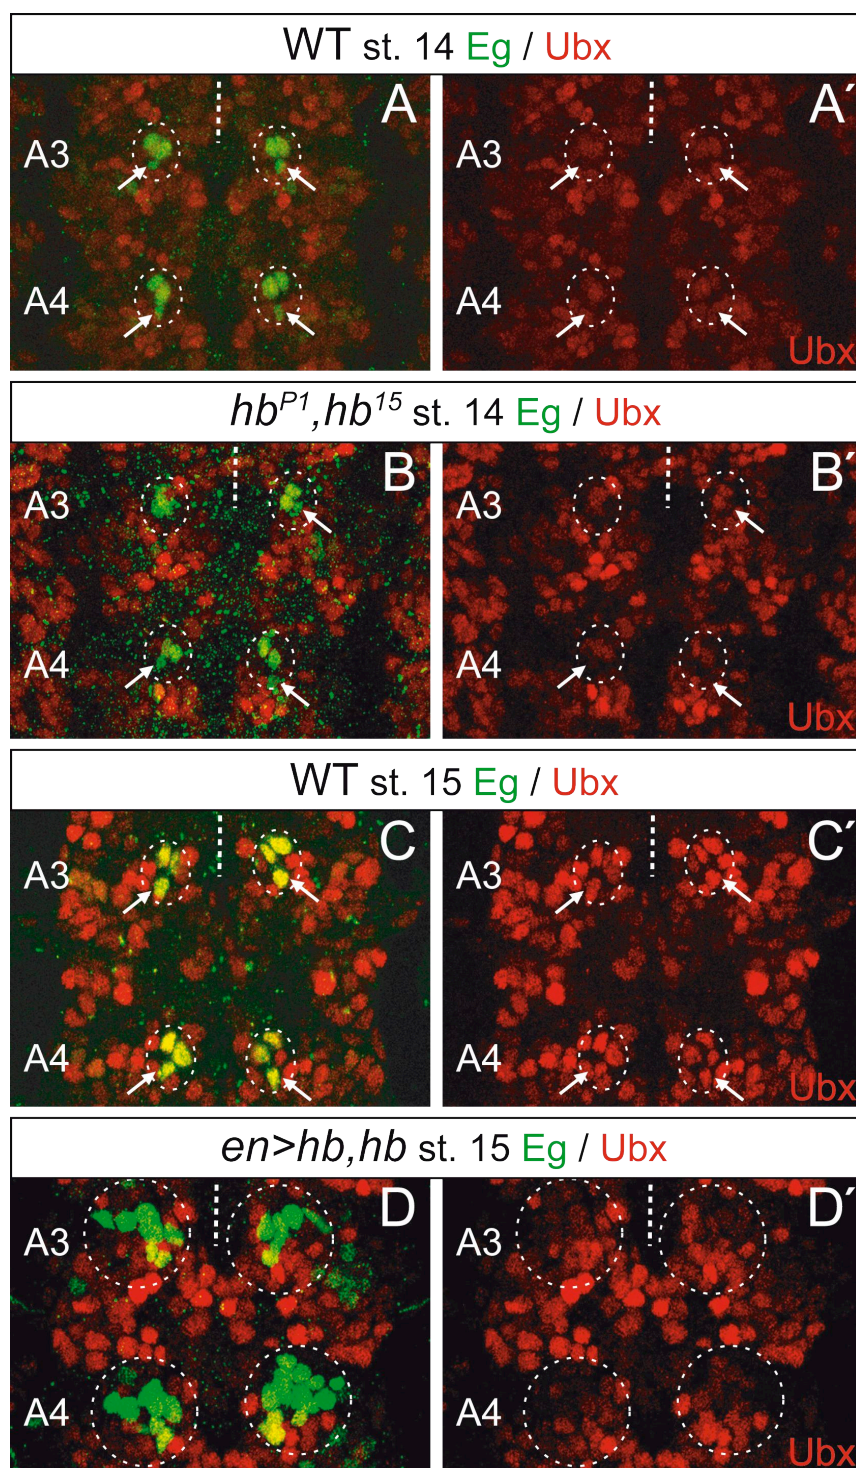 WT st. 14 Eg / Ubx
A A´
A3 A3
A4 A4
Ubx
hbP1,hb15 st. 14 Eg / Ubx
B B´
A3 A3
A4 A4
Ubx
WT st. 15 Eg / Ubx
C C´
A3 A3
A4 A4
Ubx
en>hb,hb st. 15 Eg / Ubx
D D´
A3 A3
A4 A4
Ubx